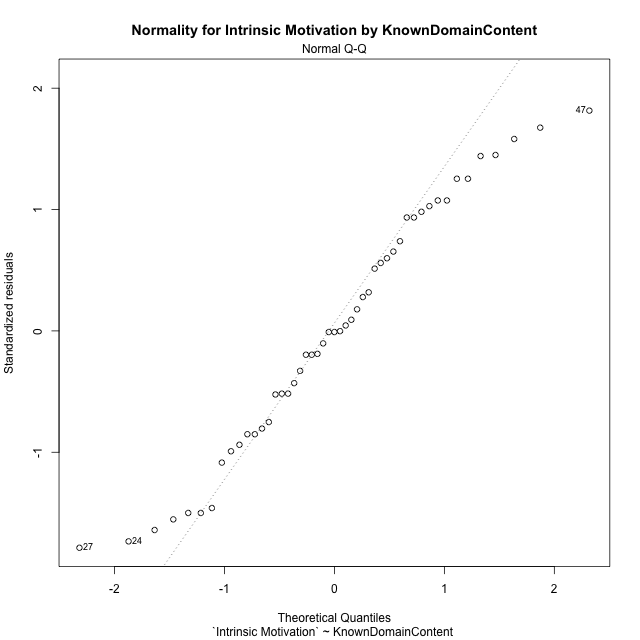 Normality for Intrinsic Motivation by KnownDomainContent
Normal Q-Q
2
1
0
-1
Standardized residuals
47
27
24
-2
-1
0
1
2
Theoretical Quantiles
`Intrinsic Motivation` ~ KnownDomainContent